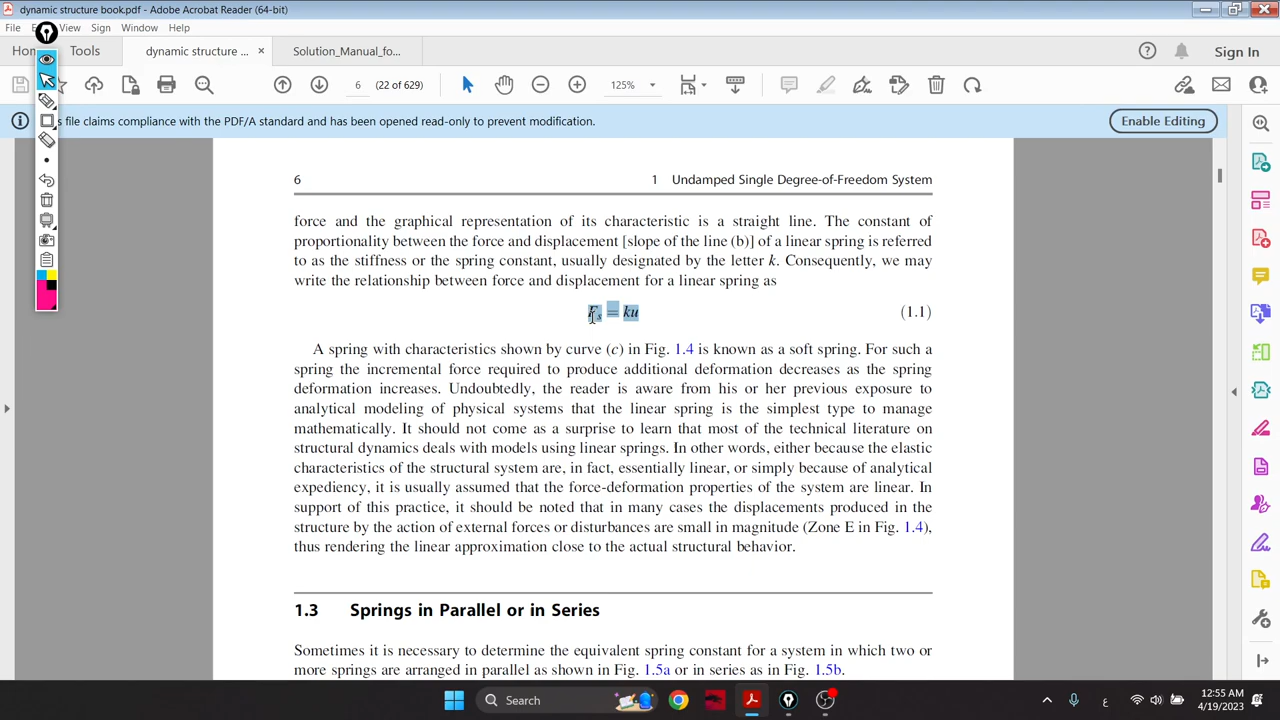 dynamic structure book.pdf - Adobe Acrobat Reader (64-bit)
File
View
Sign
Window
Help
Tools
dynamic structure ...
Solution_Manual_fo...
Sign In
6
(22 of 629)
125%
file claims compliance with the PDF/A standard and has been opened read-only to prevent modification.
Enable Editing
6
1 Undamped Single Degree-of-Freedom System
force and the graphical representation of its characteristic is a straight line. The constant of
proportionality between the force and displacement [slope of the line (b)] of a linear spring is referred
to as the stiffness or the spring constant, usually designated by the letter k. Consequently, we may
write the relationship between force and displacement for a linear spring as
Fs = ku (1.1)
A spring with characteristics shown by curve (c) in Fig. 1.4 is known as a soft spring. For such a
spring the incremental force required to produce additional deformation decreases as the spring
deformation increases. Undoubtedly, the reader is aware from his or her previous exposure to
analytical modeling of physical systems that the linear spring is the simplest type to manage
mathematically. It should not come as a surprise to learn that most of the technical literature on
structural dynamics deals with models using linear springs. In other words, either because the elastic
characteristics of the structural system are, in fact, essentially linear, or simply because of analytical
expediency, it is usually assumed that the force-deformation properties of the system are linear. In
support of this practice, it should be noted that in many cases the displacements produced in the
structure by the action of external forces or disturbances are small in magnitude (Zone E in Fig. 1.4),
thus rendering the linear approximation close to the actual structural behavior.
1.3 Springs in Parallel or in Series
Sometimes it is necessary to determine the equivalent spring constant for a system in which two or
more springs are arranged in parallel as shown in Fig. 1.5a or in series as in Fig. 1.5b.
Search
ع
12:55 AM
4/19/2023